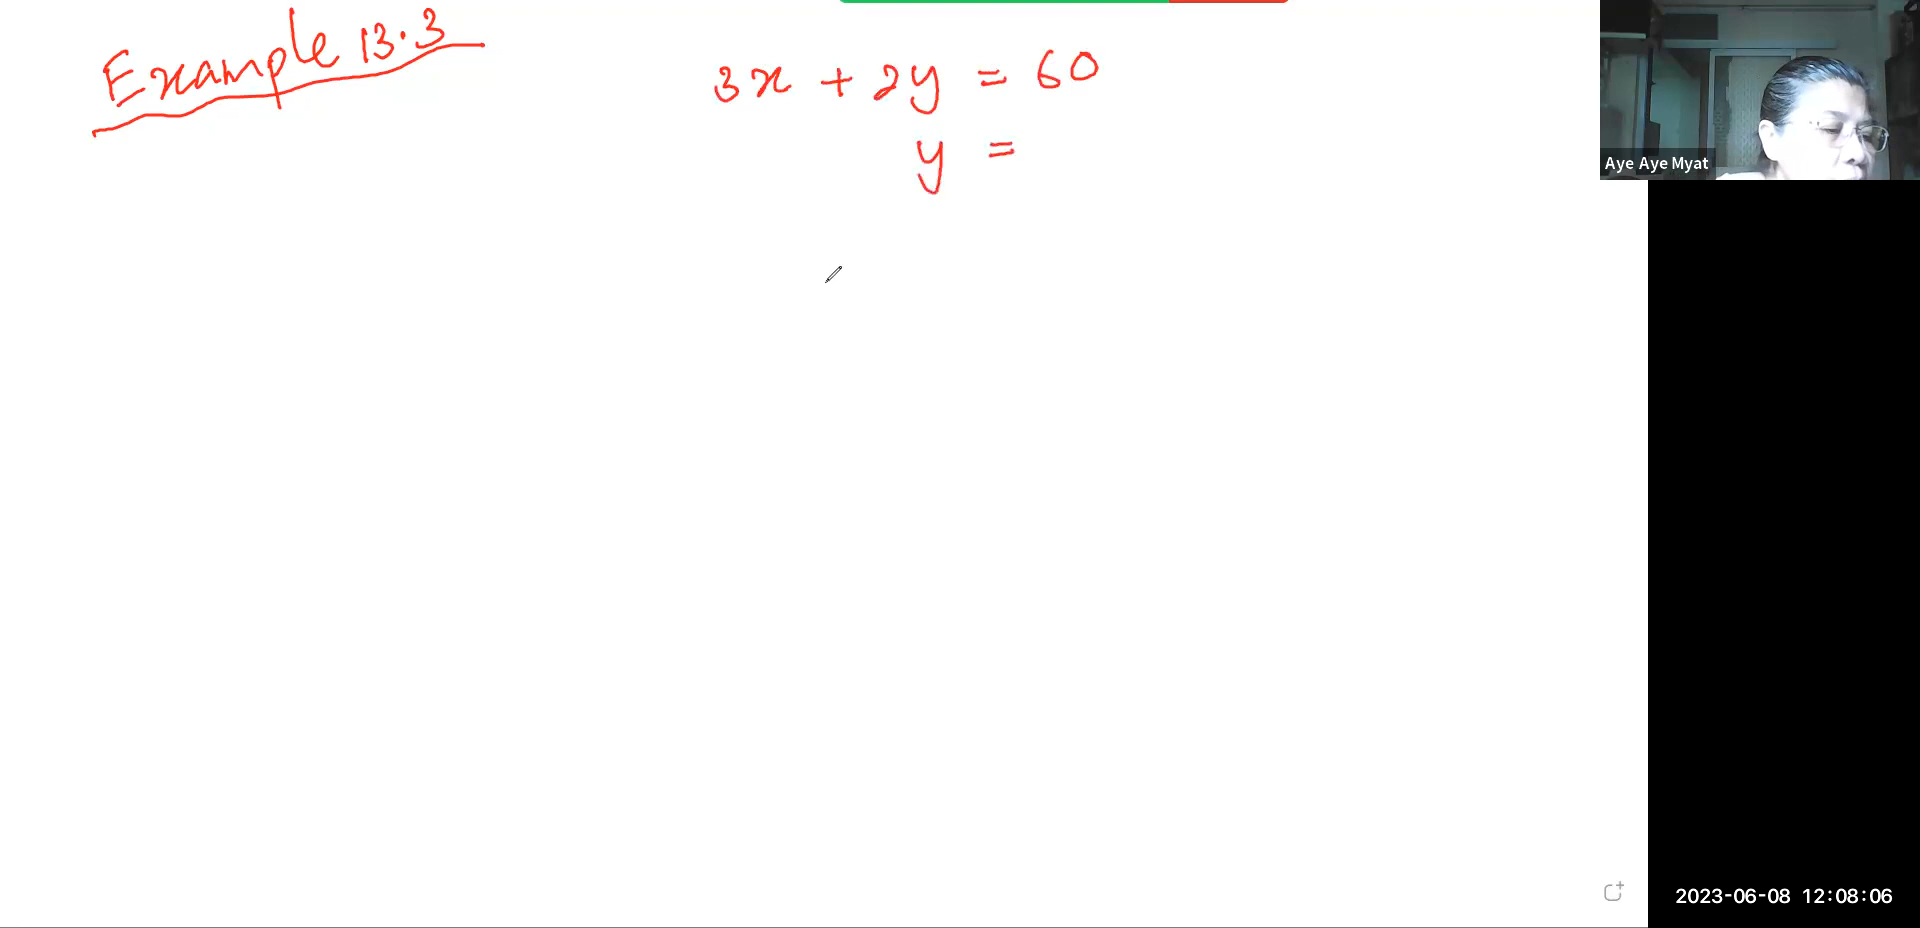 Example 13.3
3x + 2y = 60
y =
Aye Aye Myat
2023-06-08 12:08:06